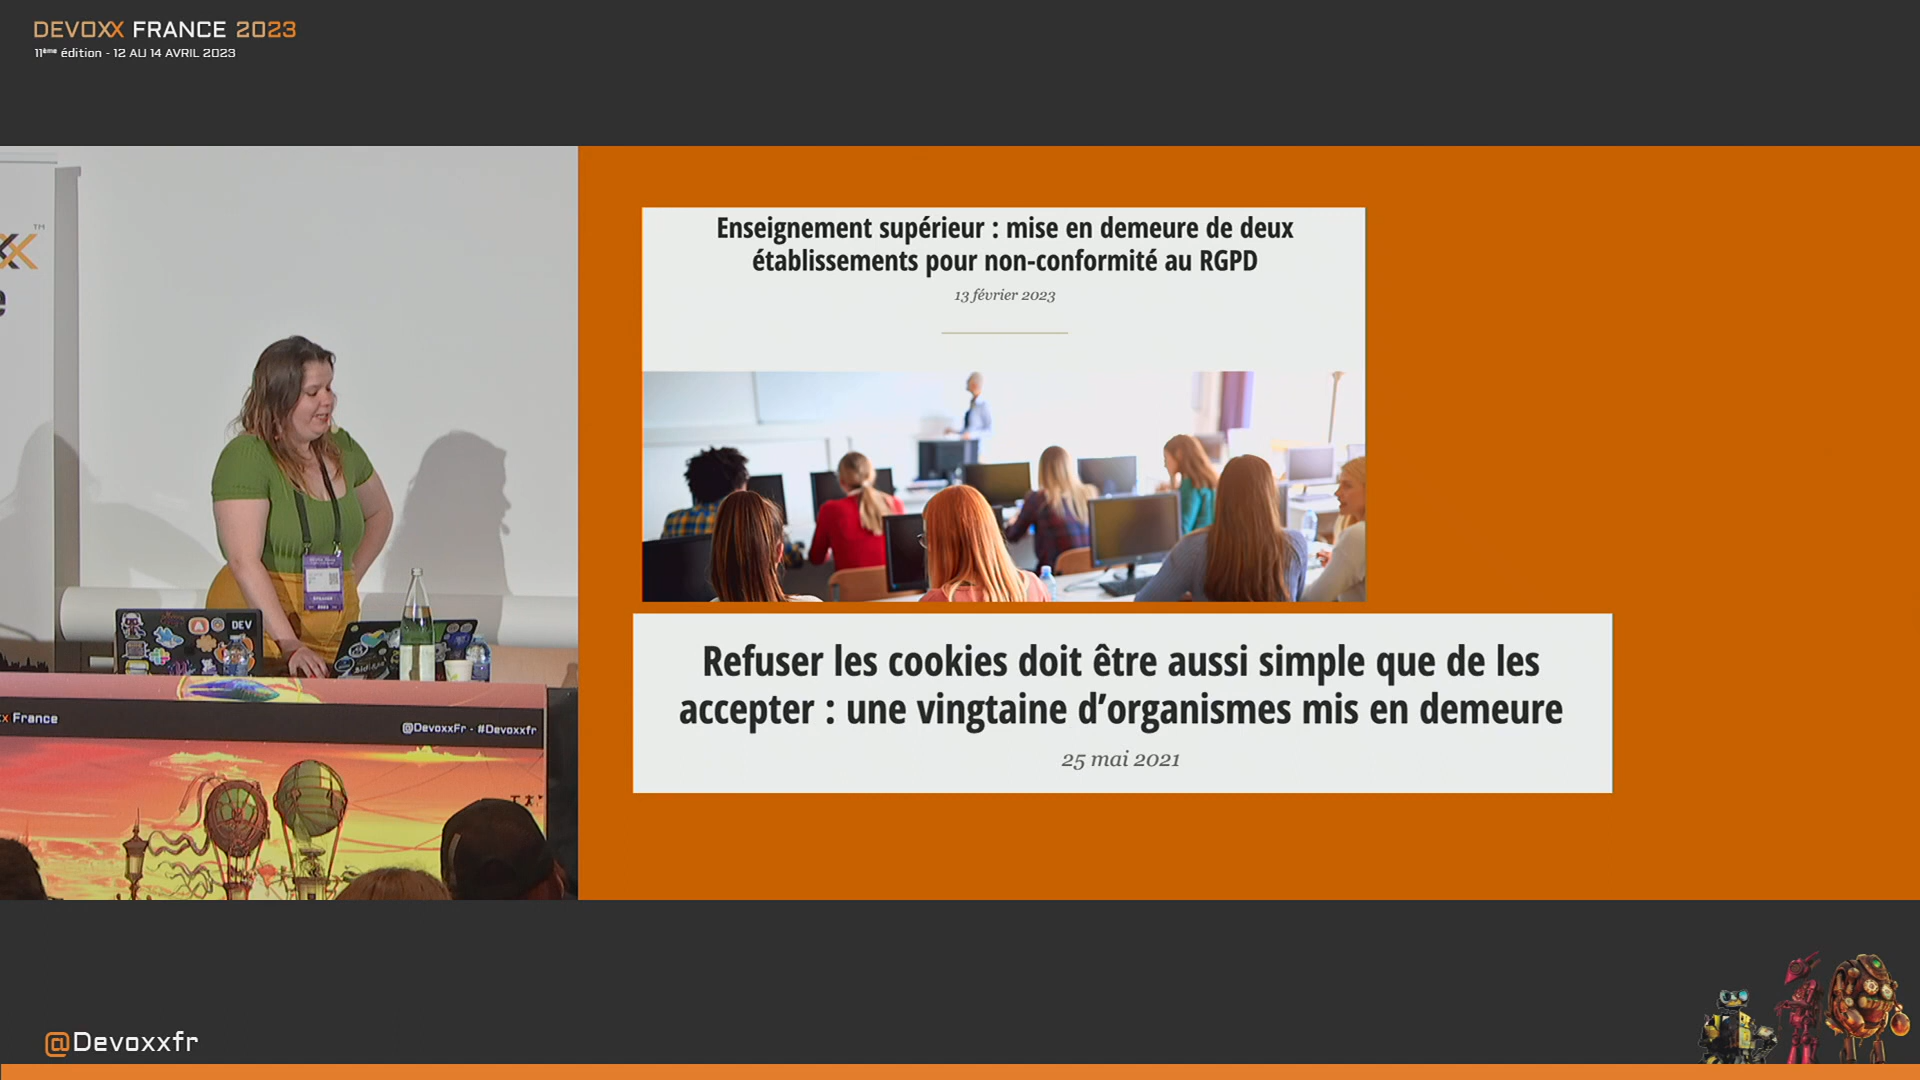 DEVOXX FRANCE 2023
11ème édition - 12 AU 14 AVRIL 2023
Enseignement supérieur : mise en demeure de deux
établissements pour non-conformité au RGPD
13 février 2023
Refuser les cookies doit être aussi simple que de les
accepter : une vingtaine d’organismes mis en demeure
25 mai 2021
DEV
x France
@DevoxxFr - #Devoxxfr
@Devoxxfr